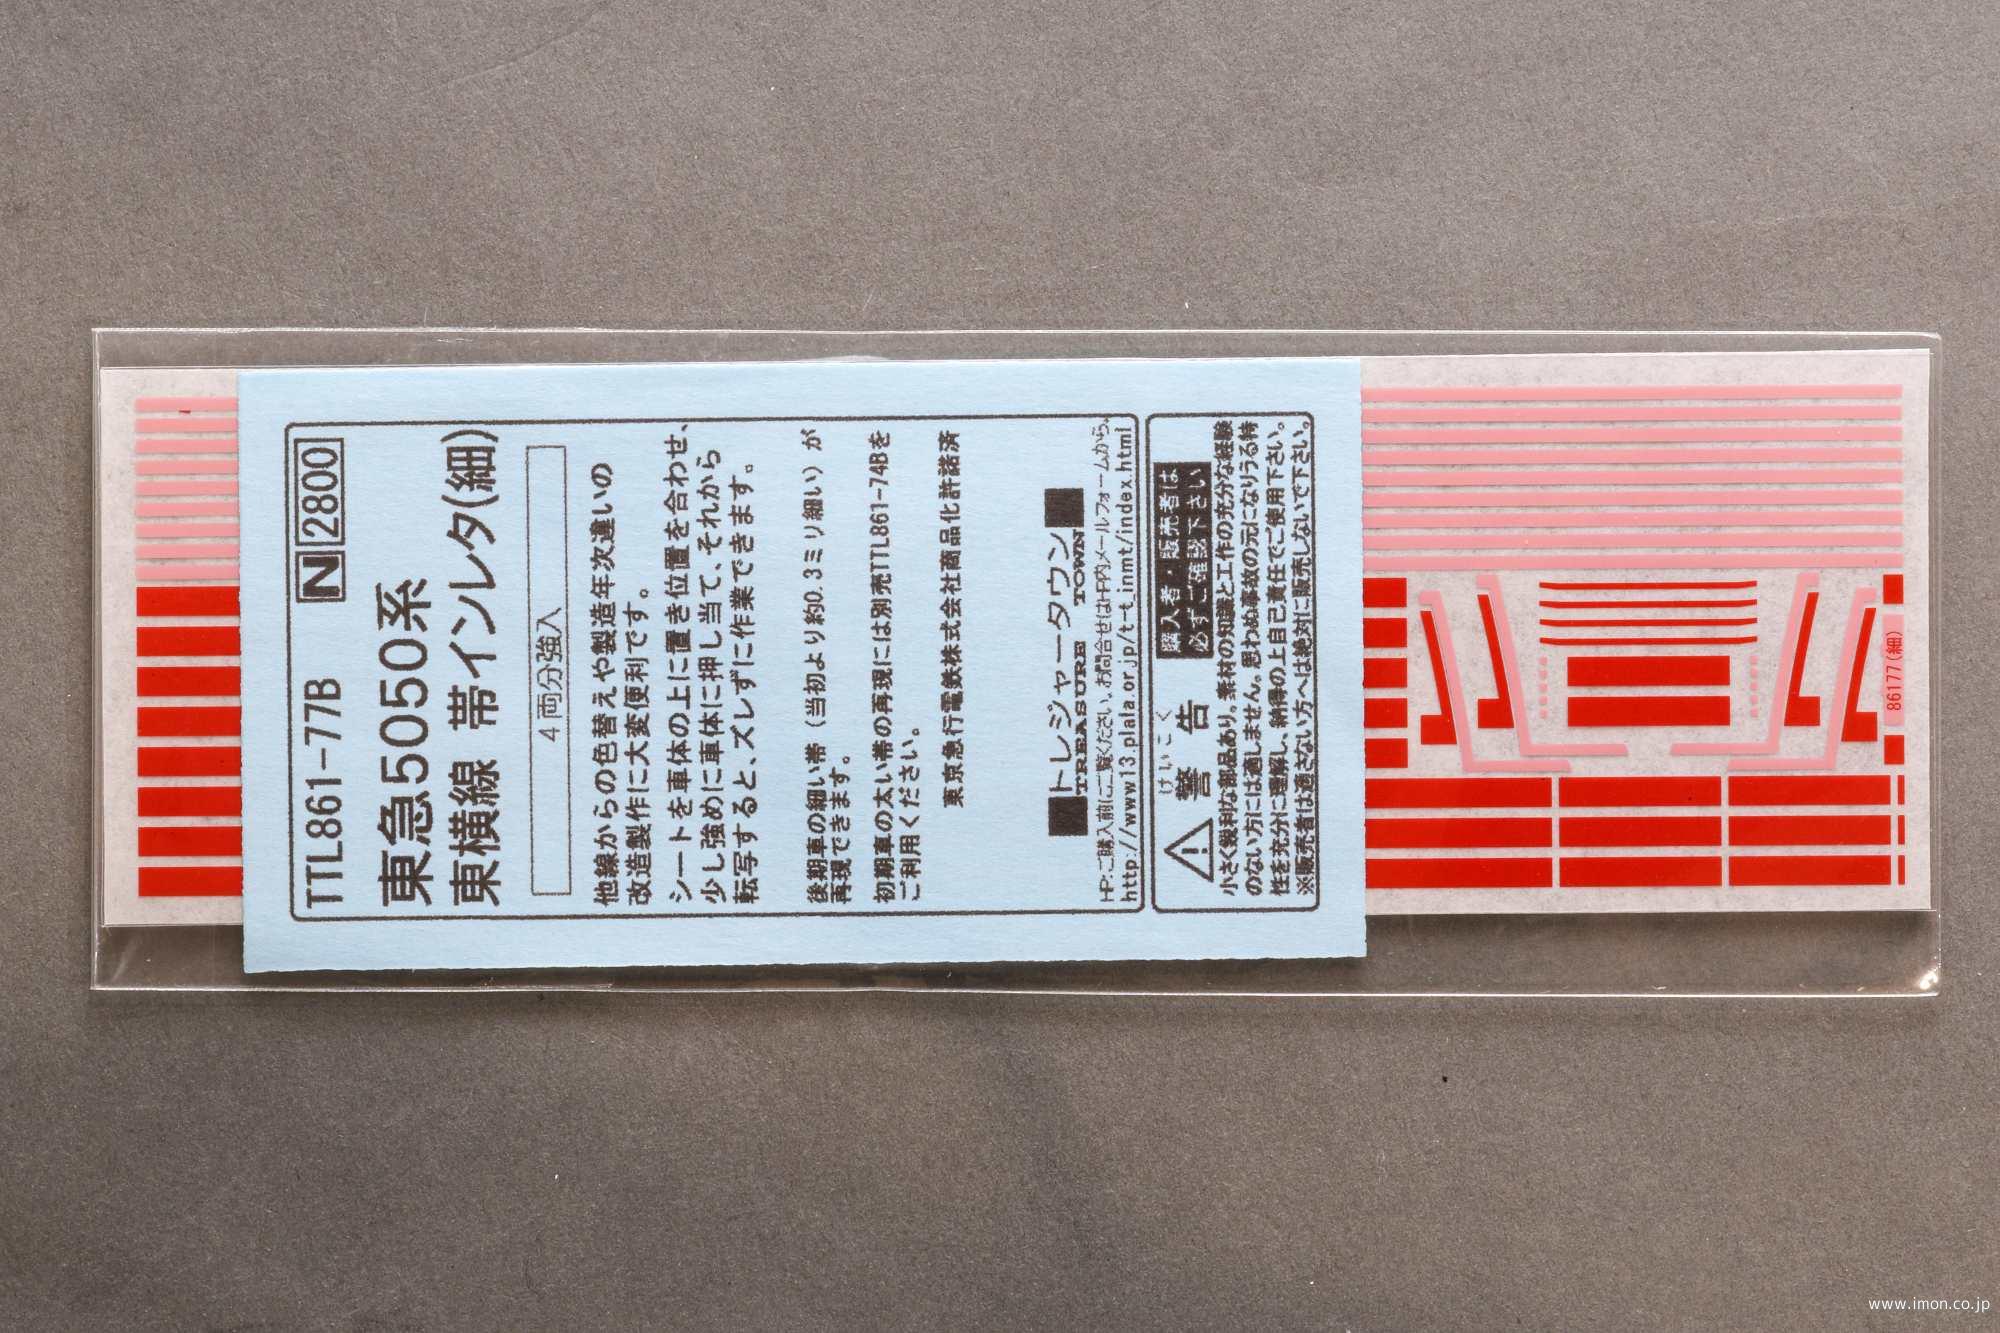 TTL861-77B N 2800
東急5050系
東横線 帯インレタ(細)
4両分強入
他線からの色替えや製造年次違いの
改造製作に大変便利です。
シートを車体の上に置き位置を合わせ、
少し強めに車体に押し当て、それから
転写すると、ズレずに作業できます。
後期車の細い帯(当初より約0.3ミリ細い)が
再現できます。
初期車の太い帯の再現には別売TTL861-74Bを
ご利用ください。
東京急行電鉄株式会社商品化許諾済
トレジャータウン
TREASURE TOWN
HP:ご購入前にご覧ください。お問合せはHP内メールフォームから。
http://www13.plala.or.jp/t-t_inmt/index.html
けいこく
警告
購入者・販売者は
必ずご確認下さい
小さく鋭利な部品あり。素材の知識と工作の充分な経験
のない方には適しません。思わぬ事故の元になりうる特
性を充分に理解し、納得の上自己責任でご使用下さい。
※販売者は適さない方へは絶対に販売しないで下さい。
86177(細)
www.imon.co.jp